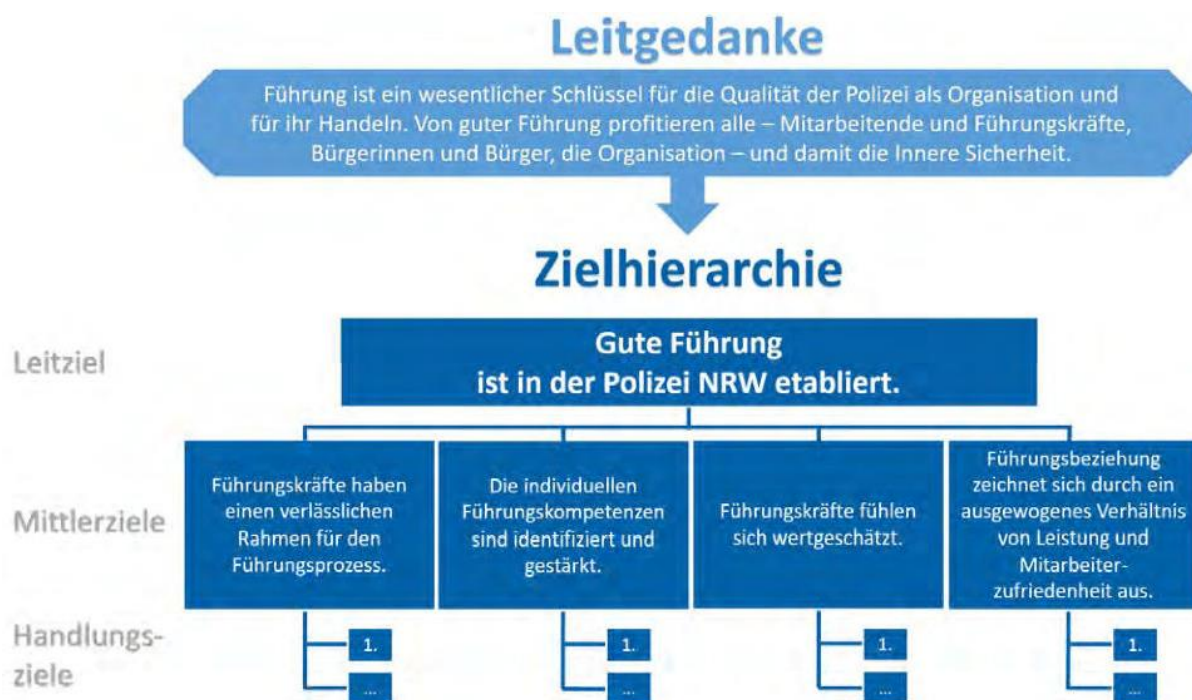 Leitgedanke
Führung ist ein wesentlicher Schlüssel für die Qualität der Polizei als Organisation und
für ihr Handeln. Von guter Führung profitieren alle – Mitarbeitende und Führungskräfte,
Bürgerinnen und Bürger, die Organisation – und damit die Innere Sicherheit.
Zielhierarchie
Leitziel
Gute Führung
ist in der Polizei NRW etabliert.
Mittlerziele
Führungskräfte haben
einen verlässlichen
Rahmen für den
Führungsprozess.
Die individuellen
Führungskompetenzen
sind identifiziert und
gestärkt.
Führungskräfte fühlen
sich wertgeschätzt.
Führungsbeziehung
zeichnet sich durch ein
ausgewogenes Verhältnis
von Leistung und
Mitarbeiter-
zufriedenheit aus.
Handlungs-
ziele
1.
...
1.
...
1.
...
1.
...